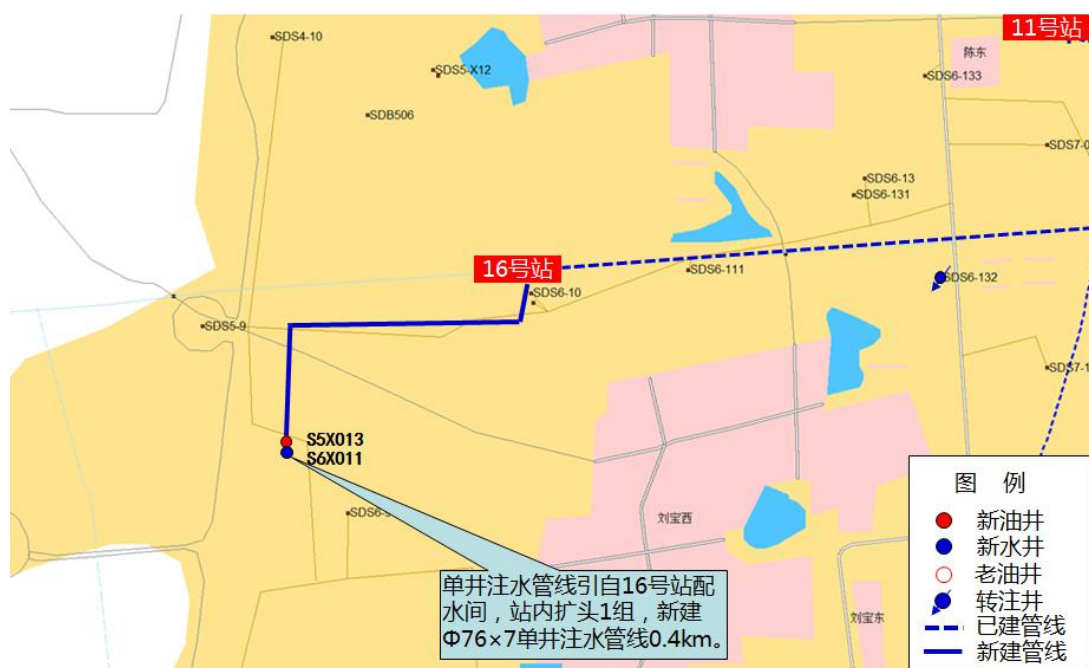 11号站
SDS4-10
陈东
SDS5-X12
SDS6-133
SDB506
SDS7-0
SDS6-13
SDS6-131
16号站
SDS6-111
SDS6-132
SDS6-10
SDS5-9
SDS7-1
S5X013
S6X011
刘宝西
单井注水管线引自16号站配
水间，站内扩头1组，新建
Φ76×7单井注水管线0.4km。
刘宝东
图 例
新油井
新水井
老油井
转注井
已建管线
新建管线